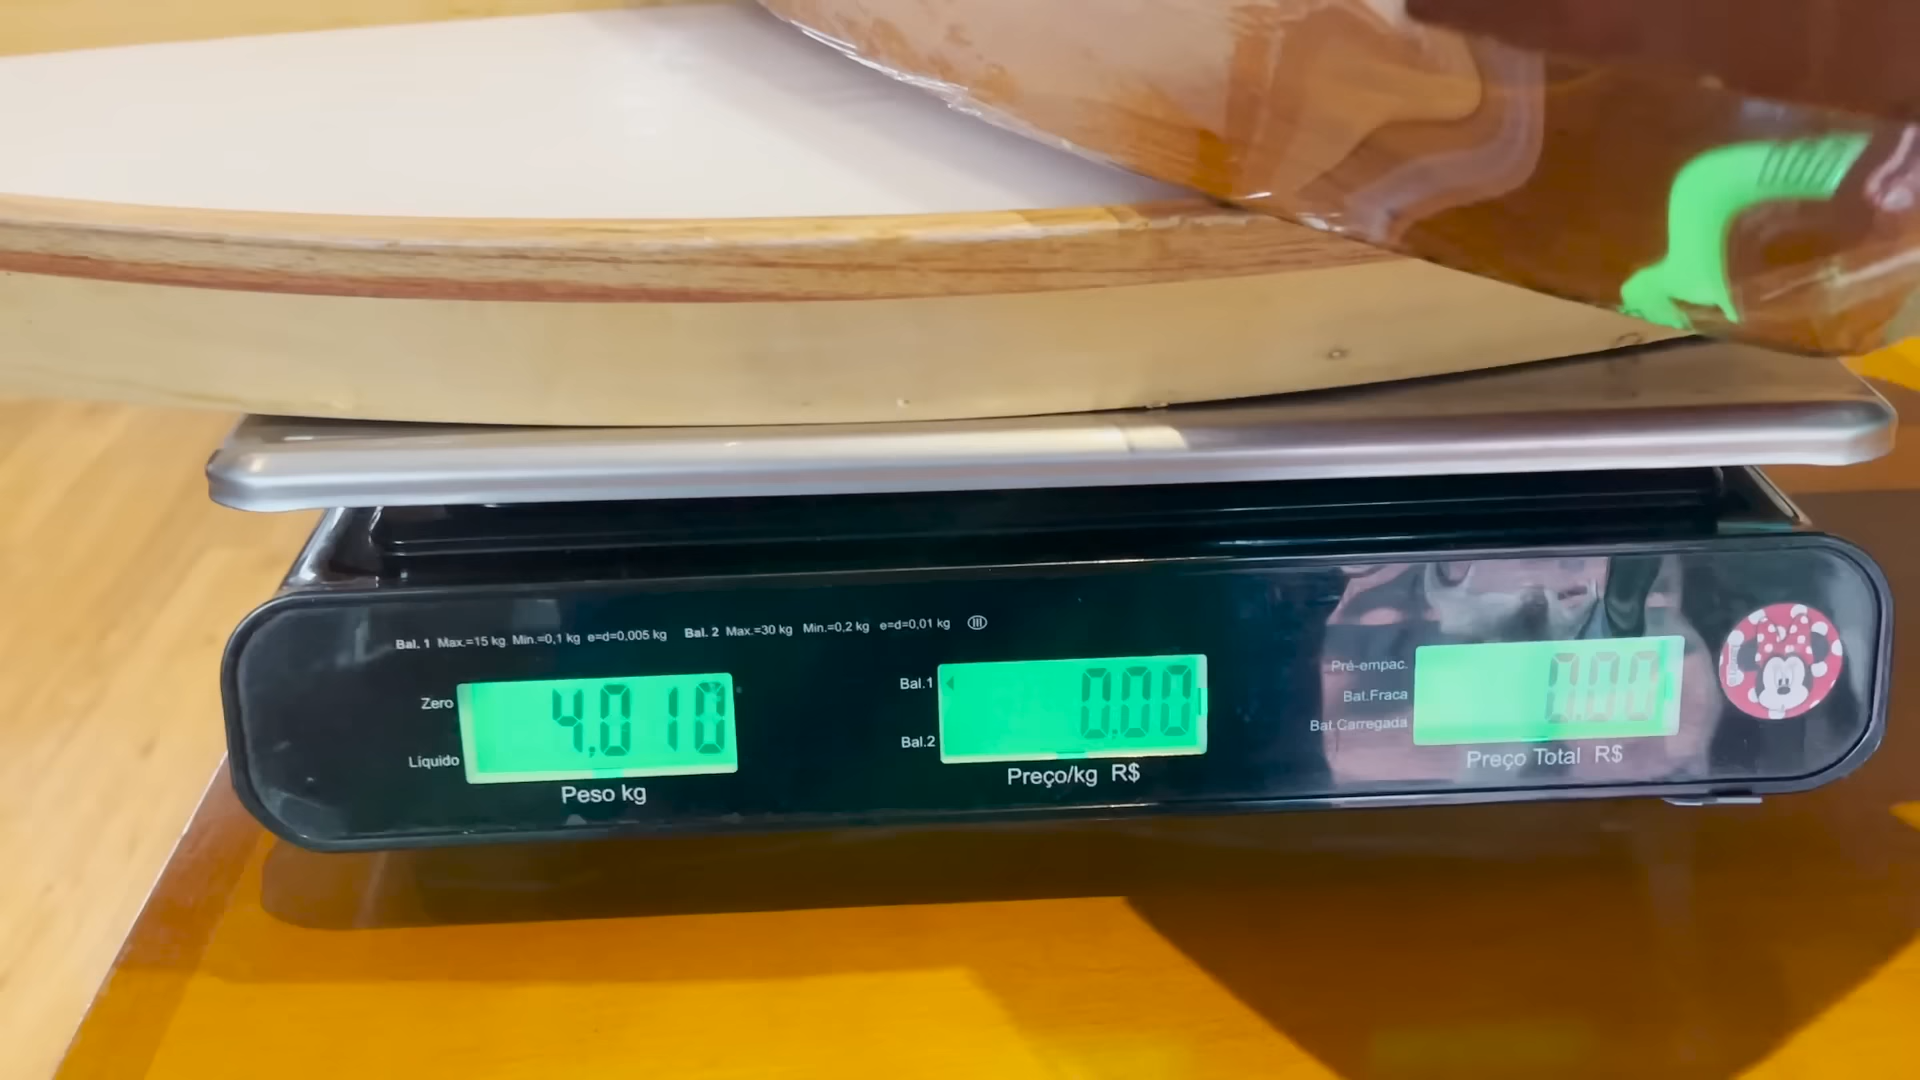 Bal. 1 Max.=15 kg Min.=0,1 kg e=d=0,005 kg Bal. 2 Max.=30 kg Min.=0,2 kg e=d=0,01 kg III
Zero
4,010
Líquido
Peso kg
Bal.1
0,00
Bal.2
Preço/kg R$
Pré-empac.
Bat.Fraca
0,00
Bat.Carregada
Preço Total R$